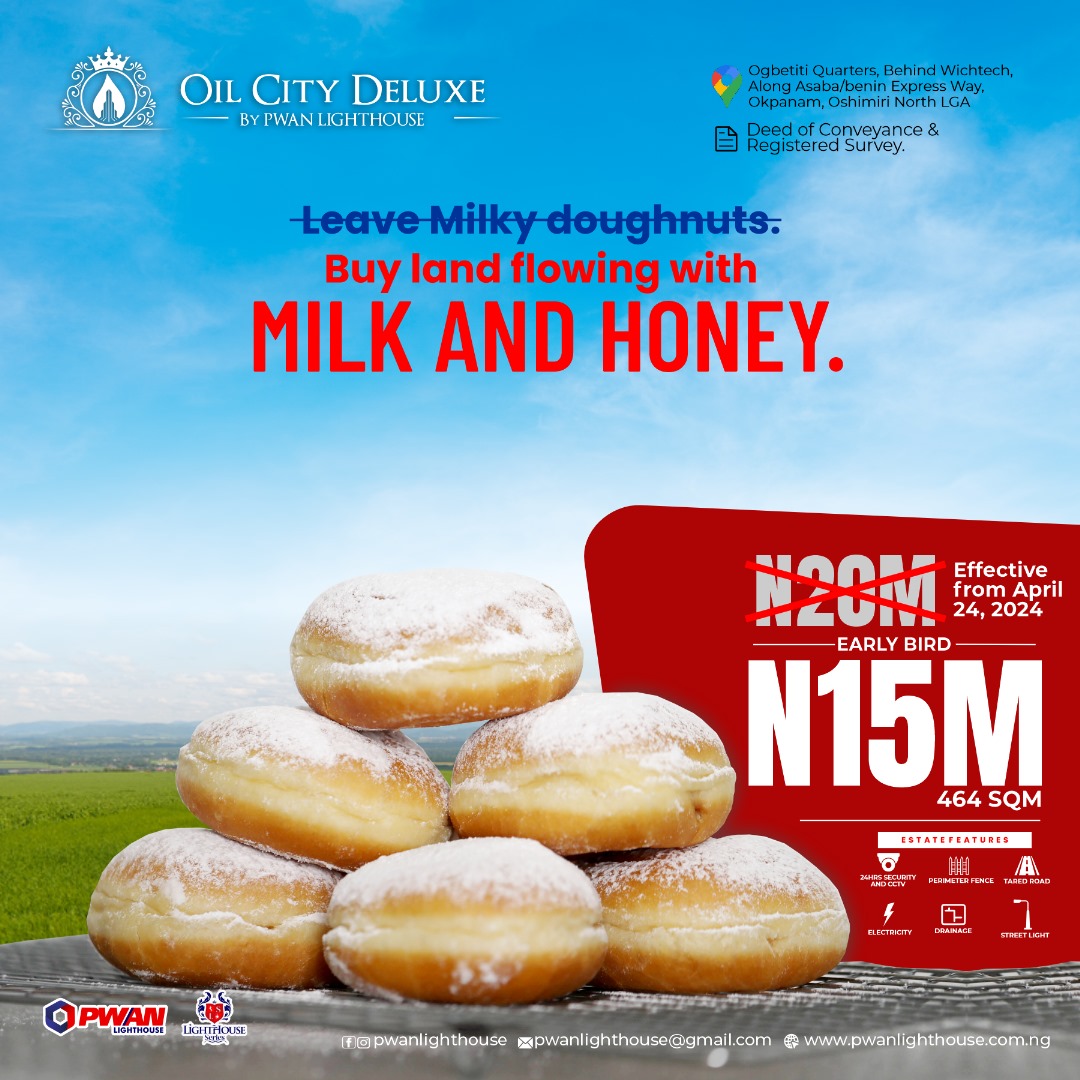 OIL CITY DELUXE
BY PWAN LIGHTHOUSE
Ogbetiti Quarters, Behind Wichtech,
Along Asaba/benin Express Way,
Okpanam, Oshimiri North LGA
Deed of Conveyance &
Registered Survey.
Leave Milky doughnuts.
Buy land flowing with
MILK AND HONEY.
N20M
Effective
from April
24, 2024
EARLY BIRD
N15M
464 SQM
ESTATE FEATURES
24HRS SECURITY
AND CCTV
PERIMETER FENCE
TARED ROAD
ELECTRICITY
DRAINAGE
STREET LIGHT
PWAN
LIGHTHOUSE
LIGHTHOUSE
Series
pwanlighthouse
pwanlighthouse@gmail.com
www.pwanlighthouse.com.ng